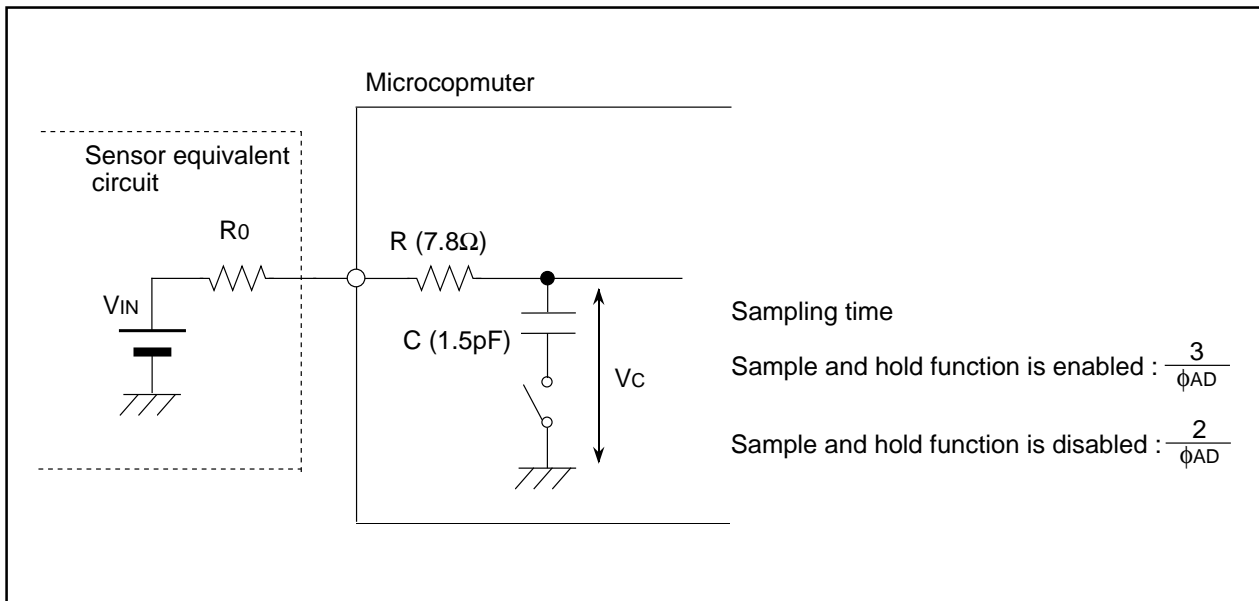 Microcopmuter
Sensor equivalent
circuit
R0
R (7.8Ω)
VIN
C (1.5pF)
VC
Sampling time
Sample and hold function is enabled : 3/ϕAD
Sample and hold function is disabled : 2/ϕAD